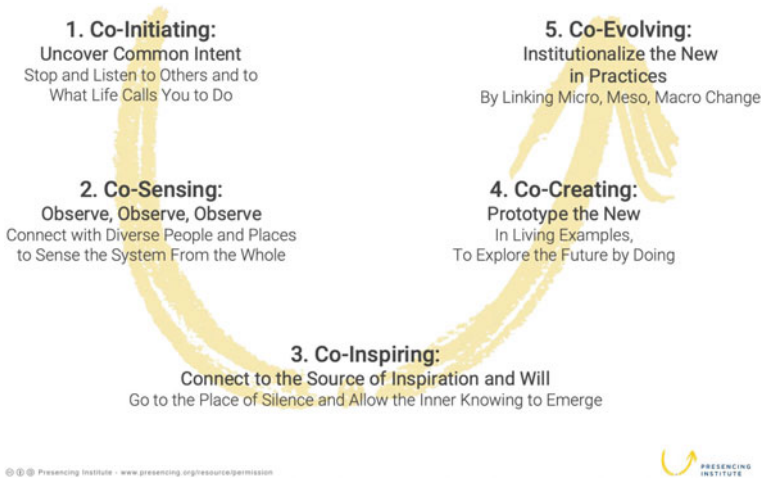 1. Co-Initiating:
Uncover Common Intent
Stop and Listen to Others and to
What Life Calls You to Do
2. Co-Sensing:
Observe, Observe, Observe
Connect with Diverse People and Places
to Sense the System From the Whole
3. Co-Inspiring:
Connect to the Source of Inspiration and Will
Go to the Place of Silence and Allow the Inner Knowing to Emerge
4. Co-Creating:
Prototype the New
In Living Examples,
To Explore the Future by Doing
5. Co-Evolving:
Institutionalize the New
in Practices
By Linking Micro, Meso, Macro Change
Presencing Institute - www.presencing.org/resource/permission
PRESENCING
INSTITUTE